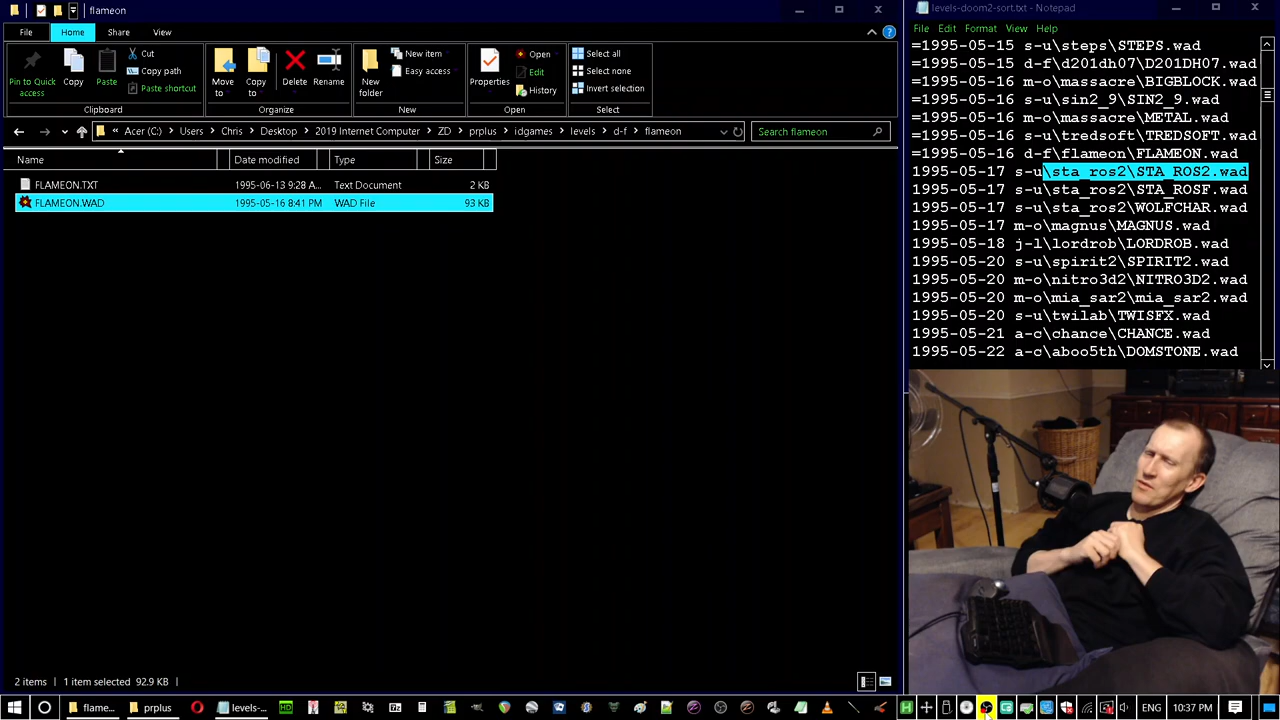 flameon
File Home Share View
Pin to Quick access
Copy
Paste
Cut
Copy path
Paste shortcut
Clipboard
Move to
Copy to
Delete
Rename
Organize
New folder
New item
Easy access
New
Properties
Open
Edit
History
Open
Select all
Select none
Invert selection
Select
« Acer (C:) › Users › Chris › Desktop › 2019 Internet Computer › ZD › prplus › idgames › levels › d-f › flameon
Search flameon
Name Date modified Type Size
FLAMEON.TXT 1995-06-13 9:28 A... Text Document 2 KB
FLAMEON.WAD 1995-05-16 8:41 PM WAD File 93 KB
2 items 1 item selected 92.9 KB
levels-doom2-sort.txt - Notepad
File Edit Format View Help
=1995-05-15 s-u\steps\STEPS.wad
=1995-05-15 d-f\d201dh07\D201DH07.wad
=1995-05-16 m-o\massacre\BIGBLOCK.wad
=1995-05-16 s-u\sin2_9\SIN2_9.wad
=1995-05-16 m-o\massacre\METAL.wad
=1995-05-16 s-u\tredsoft\TREDSOFT.wad
=1995-05-16 d-f\flameon\FLAMEON.wad
1995-05-17 s-u\sta_ros2\STA_ROS2.wad
1995-05-17 s-u\sta_ros2\STA_ROSF.wad
1995-05-17 s-u\sta_ros2\WOLFCHAR.wad
1995-05-17 m-o\magnus\MAGNUS.wad
1995-05-18 j-l\lordrob\LORDROB.wad
1995-05-20 s-u\spirit2\SPIRIT2.wad
1995-05-20 m-o\nitro3d2\NITRO3D2.wad
1995-05-20 m-o\mia_sar2\mia_sar2.wad
1995-05-20 s-u\twilab\TWISFX.wad
1995-05-21 a-c\chance\CHANCE.wad
1995-05-22 a-c\aboo5th\DOMSTONE.wad
flame... prplus levels-... ENG 10:37 PM